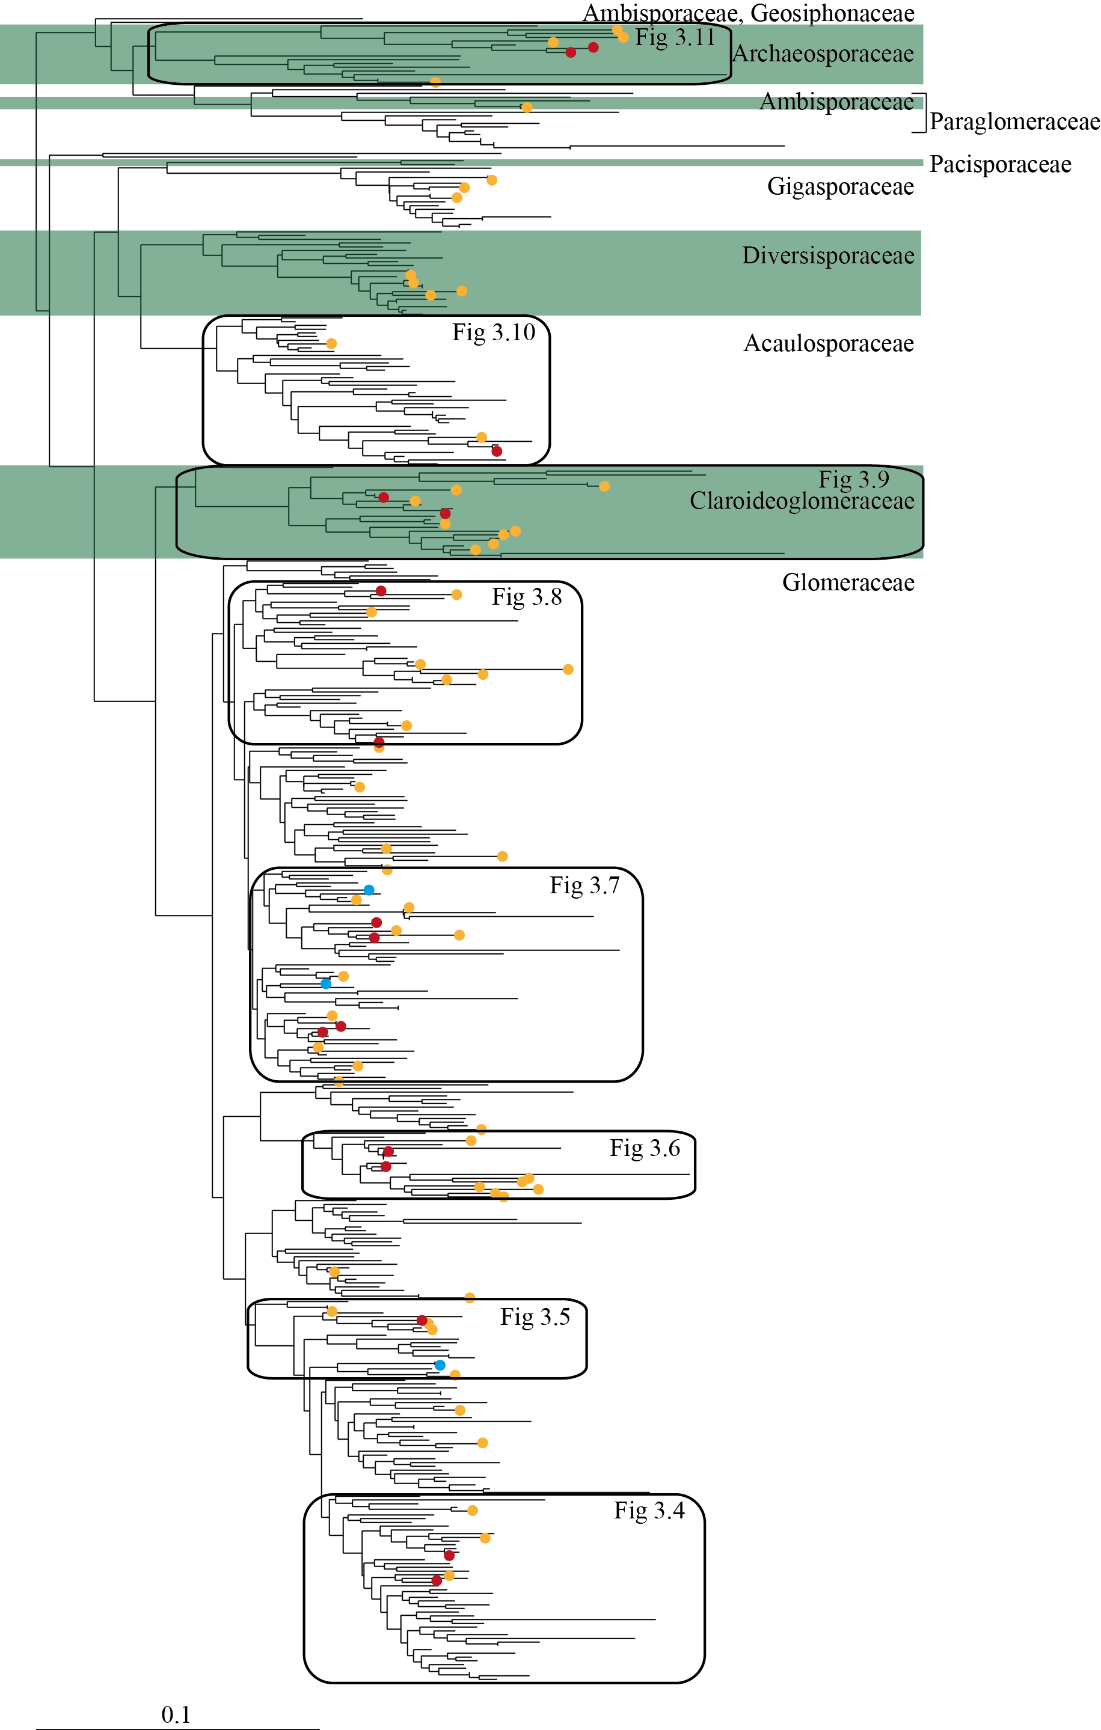 Ambisporaceae, Geosiphonaceae
Fig 3.11
Archaeosporaceae
Ambisporaceae
Paraglomeraceae
Pacisporaceae
Gigasporaceae
Diversisporaceae
Fig 3.10
Acaulosporaceae
Fig 3.9
Claroideoglomeraceae
Glomeraceae
Fig 3.8
Fig 3.7
Fig 3.6
Fig 3.5
Fig 3.4
0.1